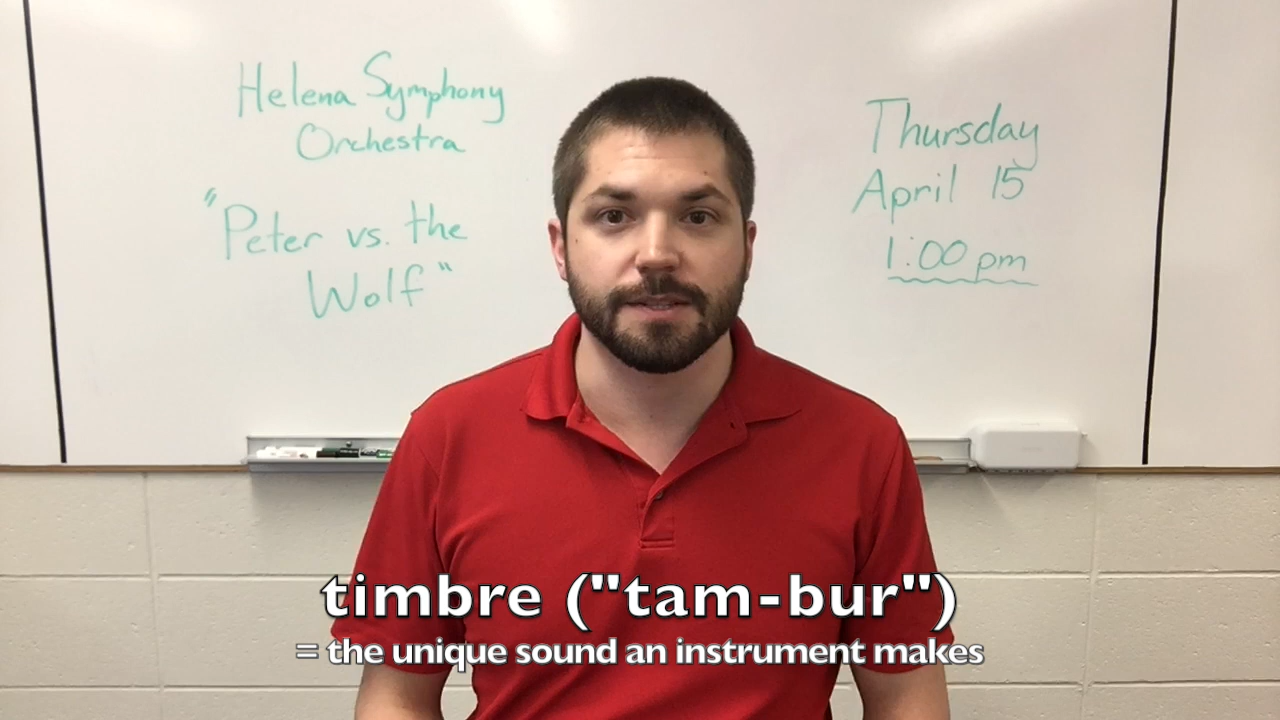 Helena Symphony
Orchestra
"Peter vs. the
Wolf"
Thursday
April 15
1:00 pm
timbre ("tam-bur")
= the unique sound an instrument makes